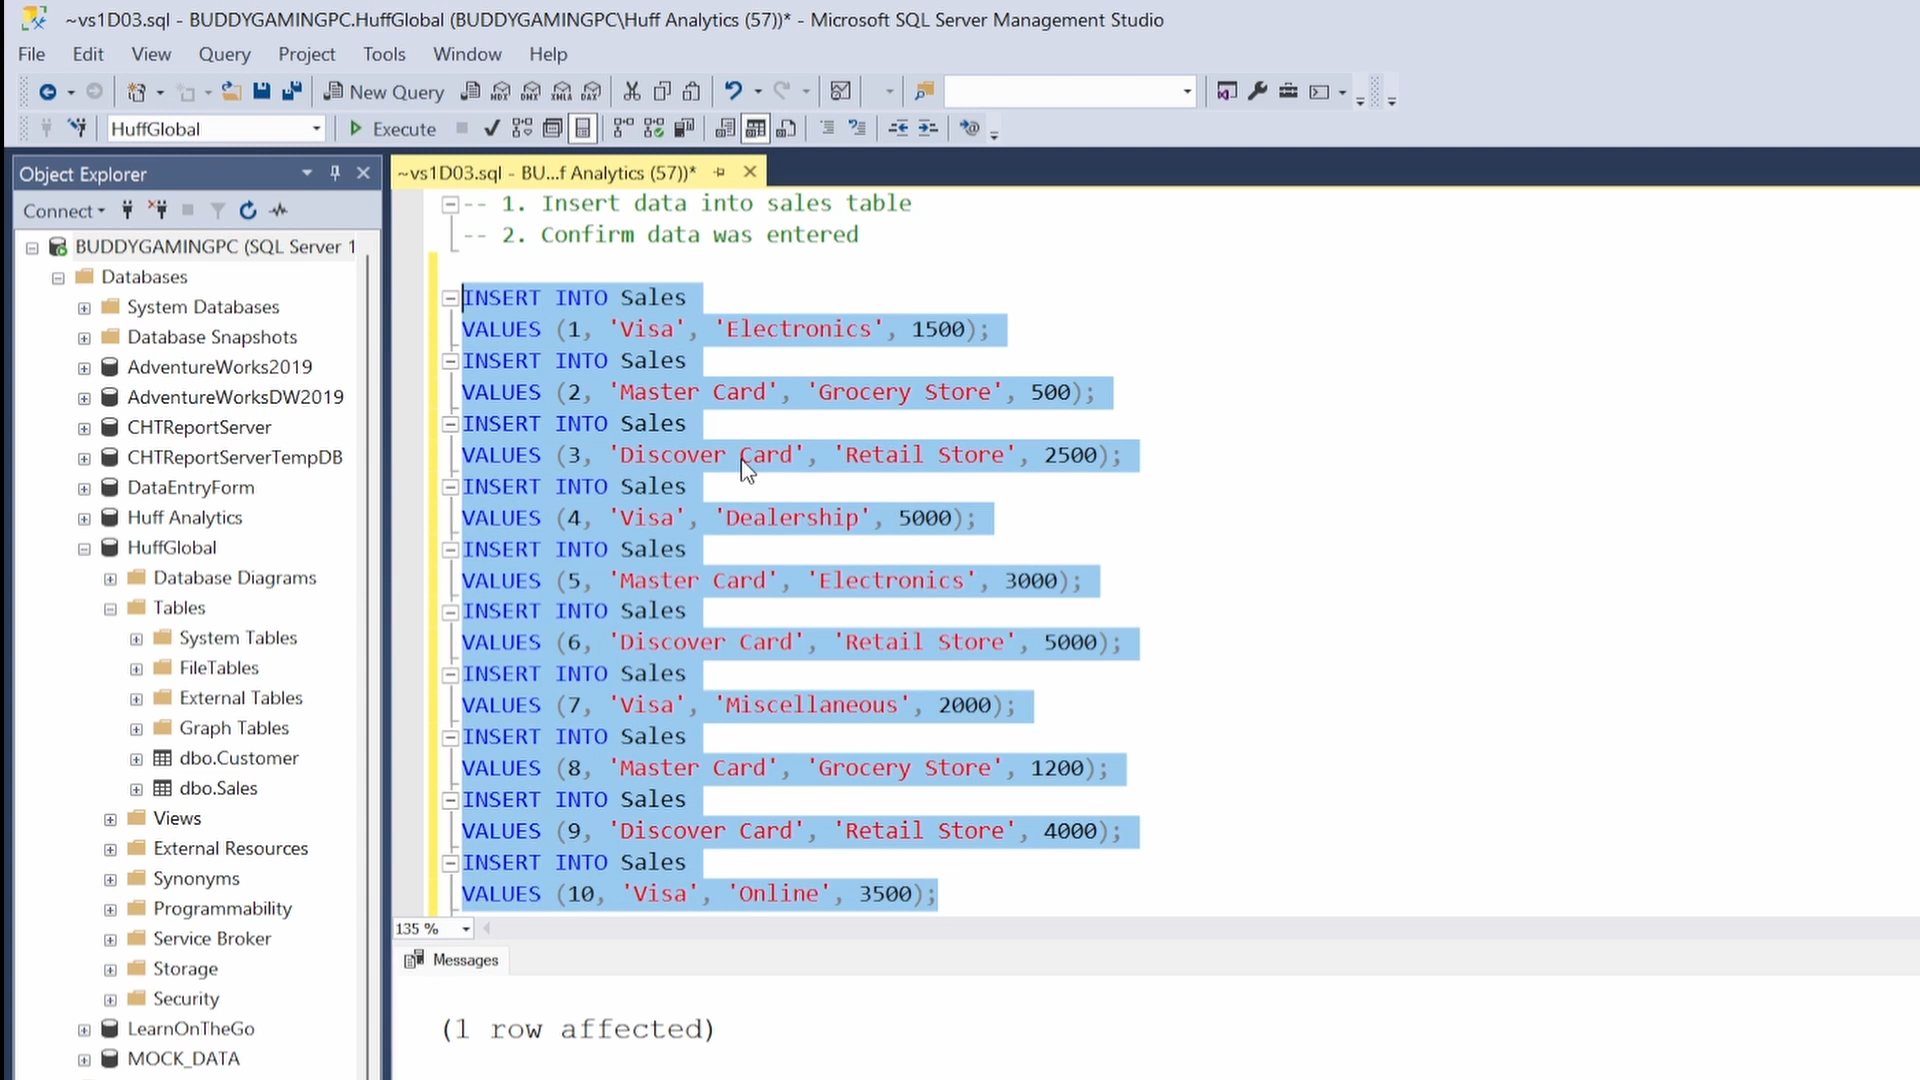 ~vs1D03.sql - BUDDYGAMINGPC.HuffGlobal (BUDDYGAMINGPC\Huff Analytics (57))* - Microsoft SQL Server Management Studio
File Edit View Query Project Tools Window Help
New Query MDX DMX XMLA DAX
HuffGlobal Execute
Object Explorer
Connect
BUDDYGAMINGPC (SQL Server 1
Databases
System Databases
Database Snapshots
AdventureWorks2019
AdventureWorksDW2019
CHTReportServer
CHTReportServerTempDB
DataEntryForm
Huff Analytics
HuffGlobal
Database Diagrams
Tables
System Tables
FileTables
External Tables
Graph Tables
dbo.Customer
dbo.Sales
Views
External Resources
Synonyms
Programmability
Service Broker
Storage
Security
LearnOnTheGo
MOCK_DATA
~vs1D03.sql - BU...f Analytics (57))*
-- 1. Insert data into sales table
-- 2. Confirm data was entered
INSERT INTO Sales
VALUES (1, 'Visa', 'Electronics', 1500);
INSERT INTO Sales
VALUES (2, 'Master Card', 'Grocery Store', 500);
INSERT INTO Sales
VALUES (3, 'Discover Card', 'Retail Store', 2500);
INSERT INTO Sales
VALUES (4, 'Visa', 'Dealership', 5000);
INSERT INTO Sales
VALUES (5, 'Master Card', 'Electronics', 3000);
INSERT INTO Sales
VALUES (6, 'Discover Card', 'Retail Store', 5000);
INSERT INTO Sales
VALUES (7, 'Visa', 'Miscellaneous', 2000);
INSERT INTO Sales
VALUES (8, 'Master Card', 'Grocery Store', 1200);
INSERT INTO Sales
VALUES (9, 'Discover Card', 'Retail Store', 4000);
INSERT INTO Sales
VALUES (10, 'Visa', 'Online', 3500);
135 %
Messages
(1 row affected)